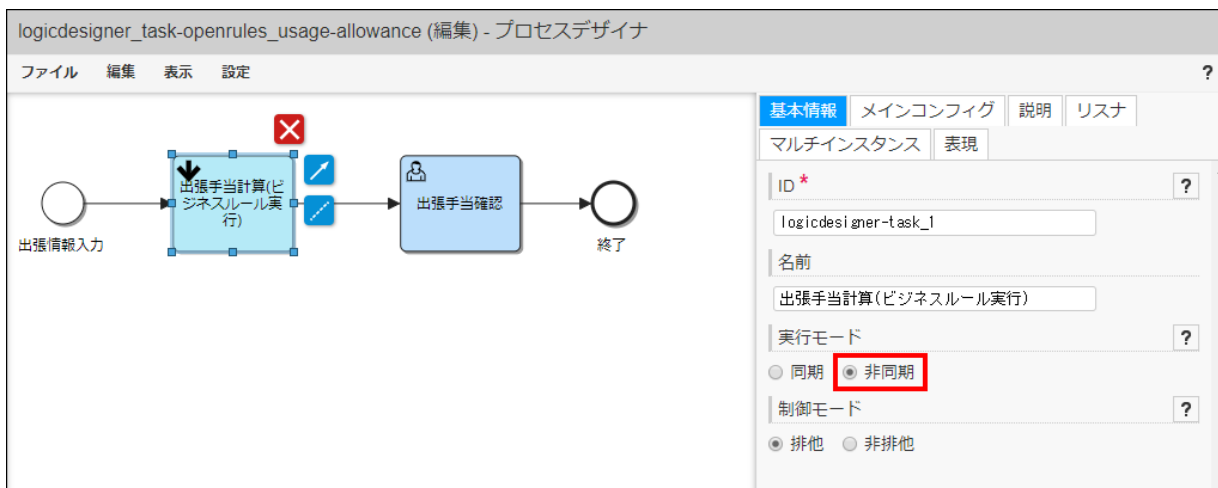 logicdesigner_task-openrules_usage-allowance (編集) - プロセスデザイナ
ファイル 編集 表示 設定 ?
出張情報入力
出張手当計算(ビ
ジネスルール実
行)
出張手当確認
終了
基本情報 メインコンフィグ 説明 リスナ
マルチインスタンス 表現
ID * ?
logicdesigner-task_1
名前
出張手当計算(ビジネスルール実行)
実行モード ?
同期 非同期
制御モード ?
排他 非排他